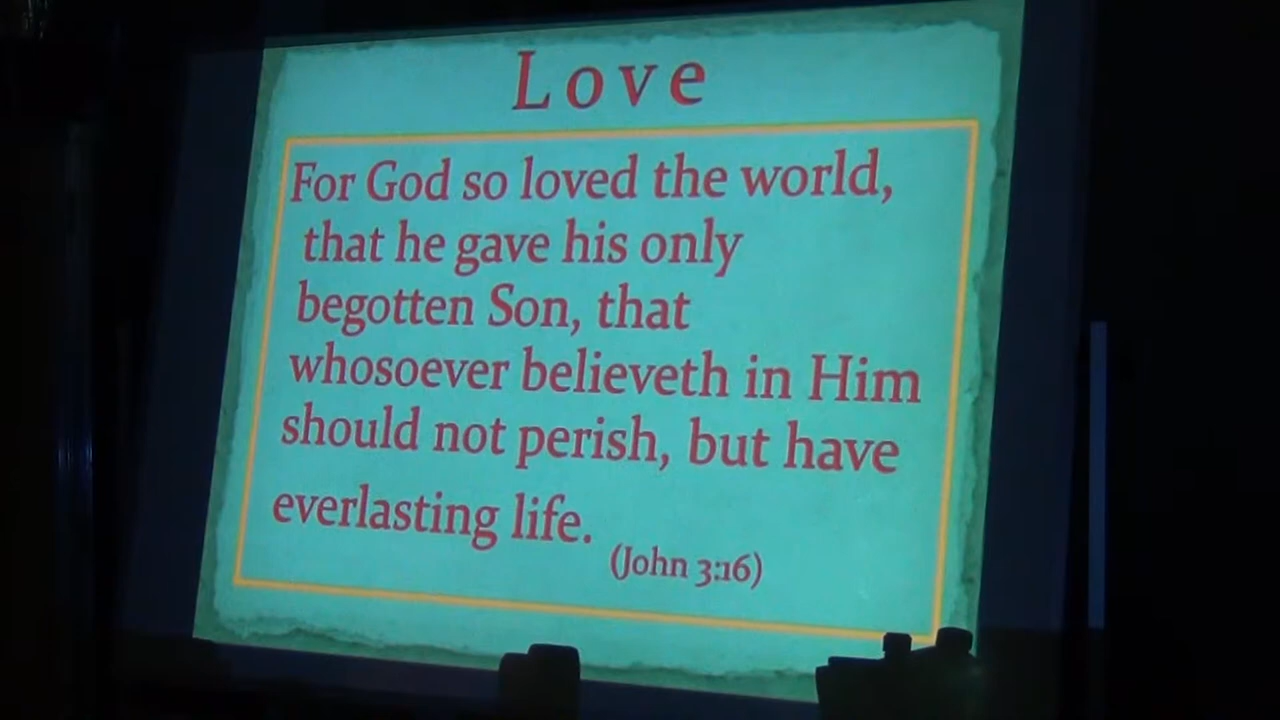 Love
For God so loved the world,
that he gave his only
begotten Son, that
whosoever believeth in Him
should not perish, but have
everlasting life.
(John 3:16)